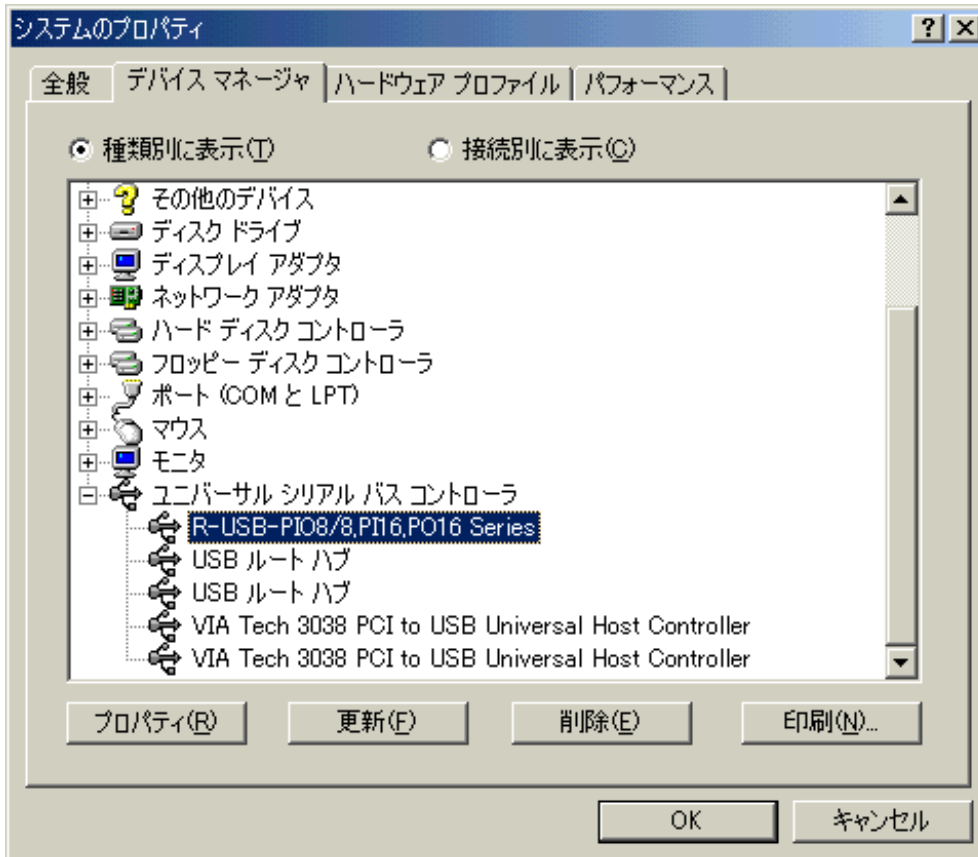 システムのプロパティ
全般 デバイス マネージャ ハードウェア プロファイル パフォーマンス
種類別に表示(T) 接続別に表示(C)
その他のデバイス
ディスク ドライブ
ディスプレイ アダプタ
ネットワーク アダプタ
ハード ディスク コントローラ
フロッピー ディスク コントローラ
ポート (COM と LPT)
マウス
モニタ
ユニバーサル シリアル バス コントローラ
R-USB-PIO8/8,PI16,PO16 Series
USB ルート ハブ
USB ルート ハブ
VIA Tech 3038 PCI to USB Universal Host Controller
VIA Tech 3038 PCI to USB Universal Host Controller
プロパティ(R) 更新(F) 削除(E) 印刷(N)...
OK キャンセル